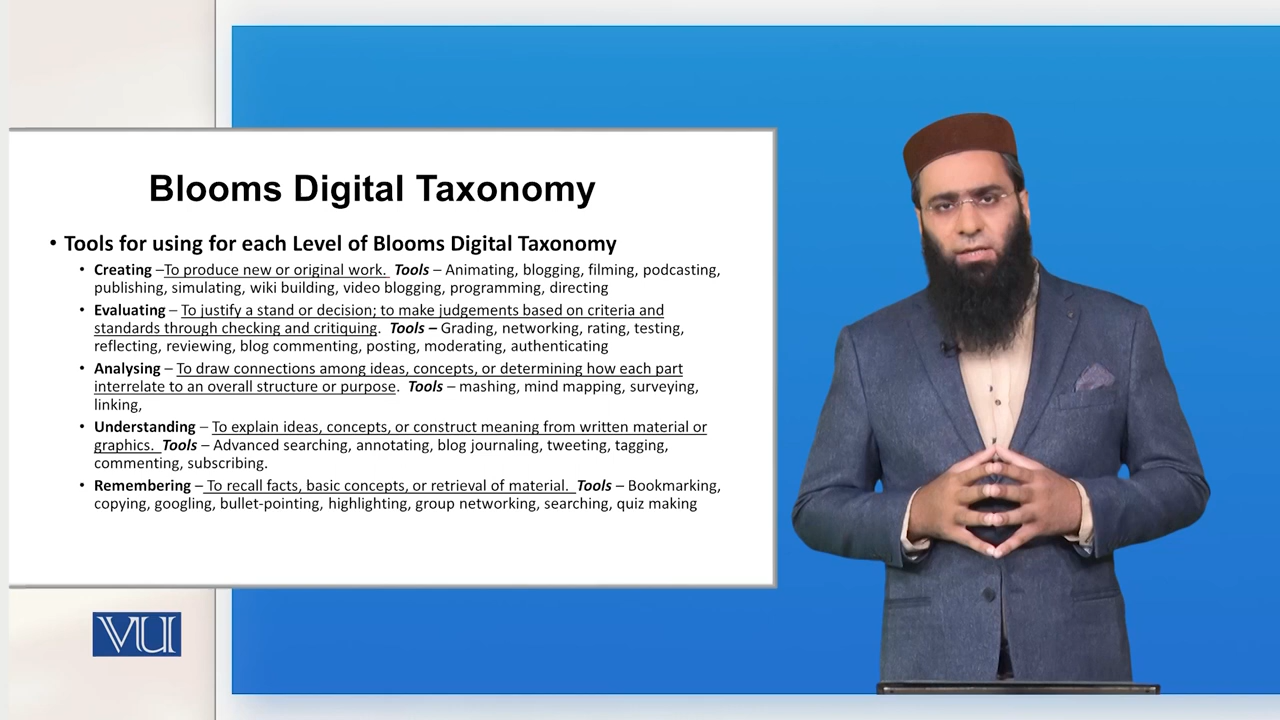 Blooms Digital Taxonomy
• Tools for using for each Level of Blooms Digital Taxonomy
• Creating –To produce new or original work. Tools – Animating, blogging, filming, podcasting,
publishing, simulating, wiki building, video blogging, programming, directing
• Evaluating – To justify a stand or decision; to make judgements based on criteria and
standards through checking and critiquing. Tools – Grading, networking, rating, testing,
reflecting, reviewing, blog commenting, posting, moderating, authenticating
• Analysing – To draw connections among ideas, concepts, or determining how each part
interrelate to an overall structure or purpose. Tools – mashing, mind mapping, surveying,
linking,
• Understanding – To explain ideas, concepts, or construct meaning from written material or
graphics. Tools – Advanced searching, annotating, blog journaling, tweeting, tagging,
commenting, subscribing.
• Remembering – To recall facts, basic concepts, or retrieval of material. Tools – Bookmarking,
copying, googling, bullet-pointing, highlighting, group networking, searching, quiz making
VU